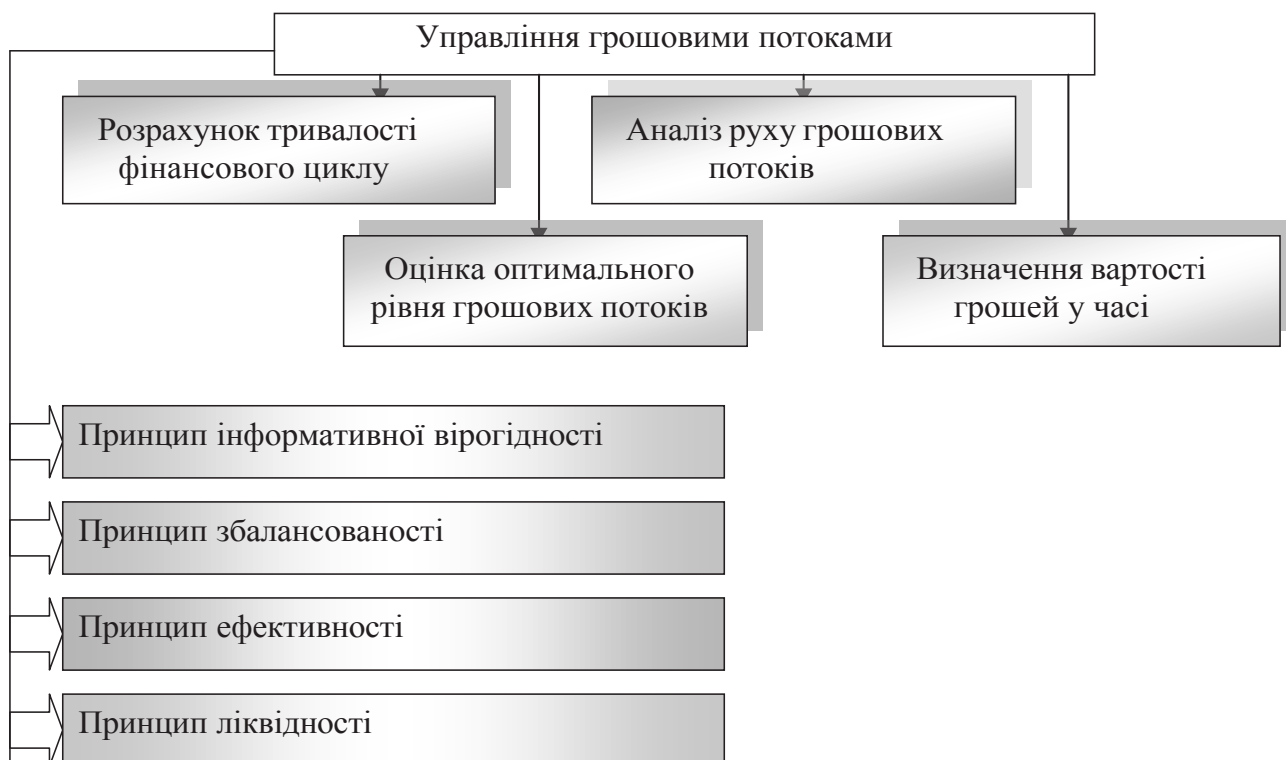 Управління грошовими потоками
Розрахунок тривалості
фінансового циклу
Аналіз руху грошових
потоків
Оцінка оптимального
рівня грошових потоків
Визначення вартості
грошей у часі
Принцип інформативної вірогідності
Принцип збалансованості
Принцип ефективності
Принцип ліквідності